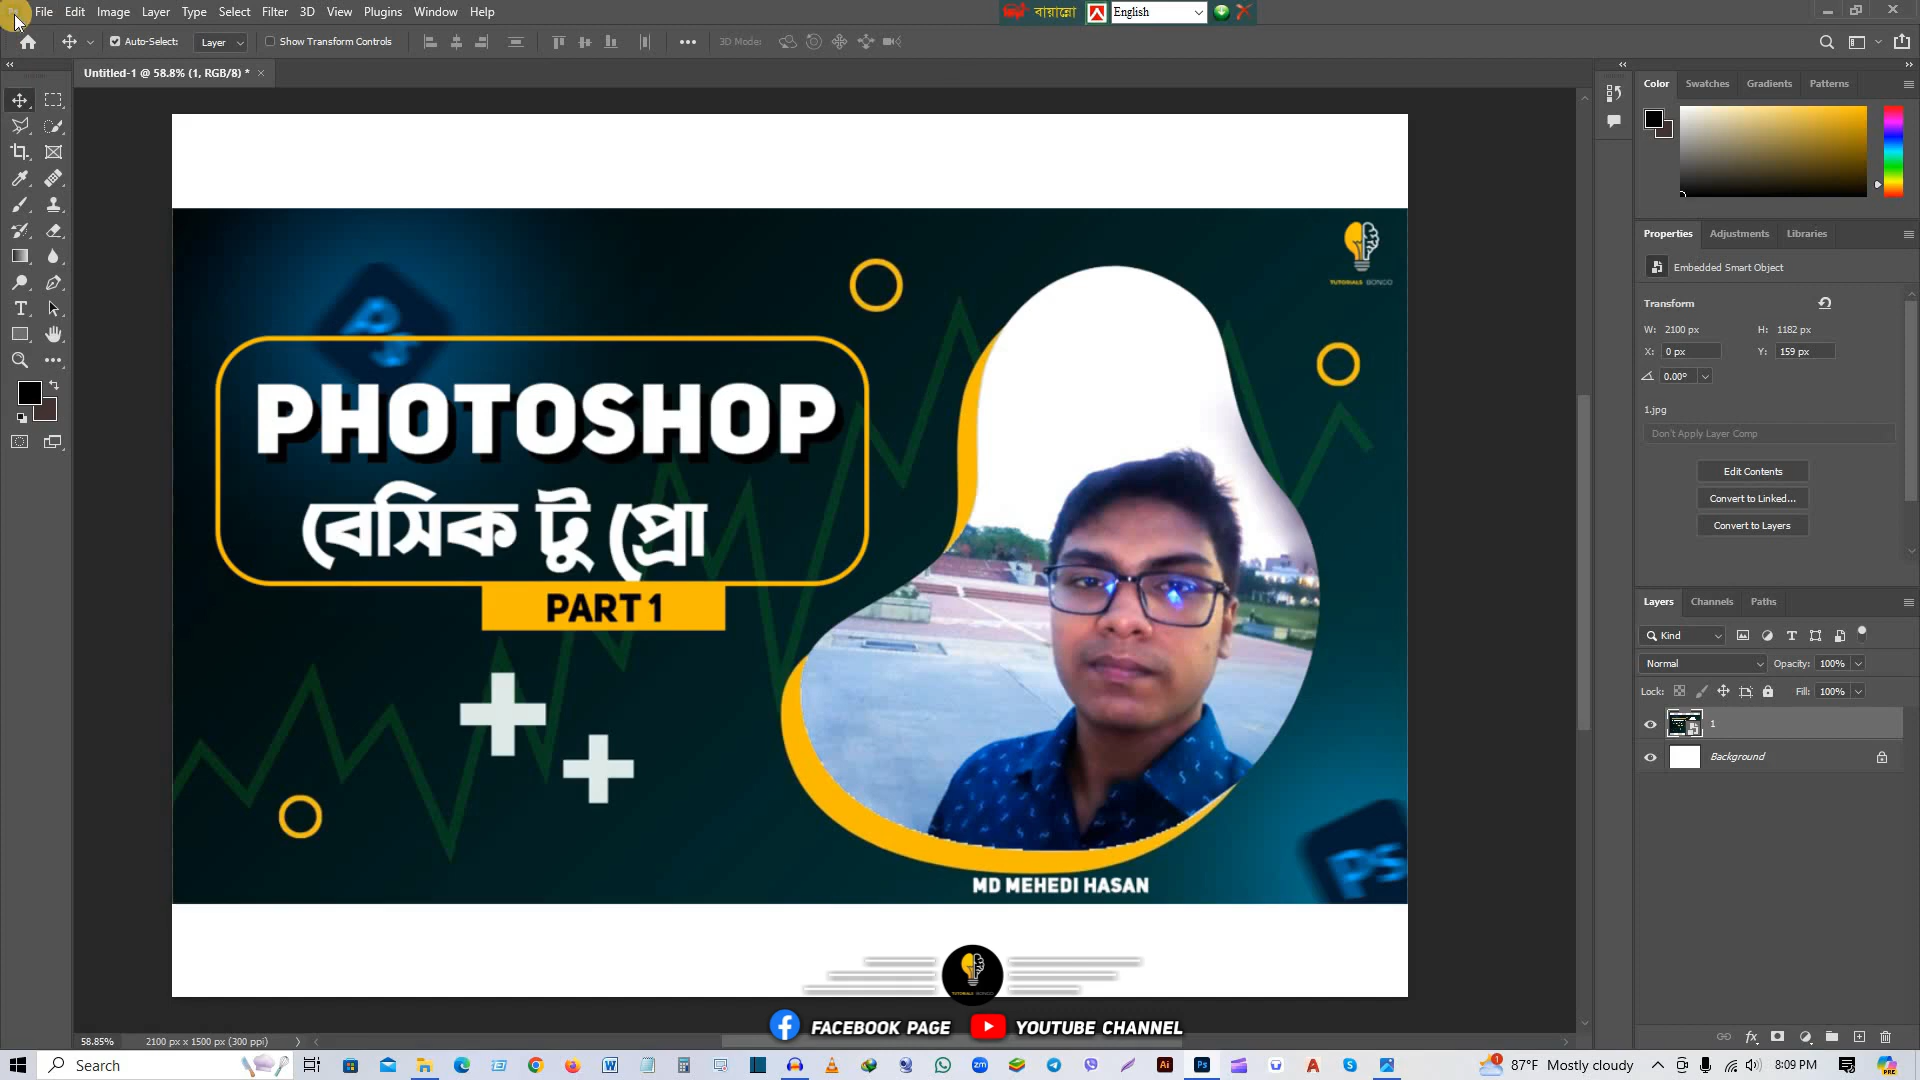 File Edit Image Layer Type Select Filter 3D View Plugins Window Help
বায়ান্নো English
Auto-Select: Layer Show Transform Controls 3D Mode:
Untitled-1 @ 58.8% (1, RGB/8) *
Color Swatches Gradients Patterns
TUTORIALS BONGO
PHOTOSHOP
বেসিক টু প্রো
PART 1
MD MEHEDI HASAN
Ps
Ps
FACEBOOK PAGE YOUTUBE CHANNEL
Properties Adjustments Libraries
Embedded Smart Object
Transform
W: 2100 px H: 1182 px
X: 0 px Y: 159 px
0.00°
1.jpg
Don't Apply Layer Comp
Edit Contents
Convert to Linked...
Convert to Layers
Layers Channels Paths
Kind
Normal Opacity: 100%
Lock: Fill: 100%
1
Background
58.85% 2100 px x 1500 px (300 ppi)
Search 87°F Mostly cloudy 8:09 PM